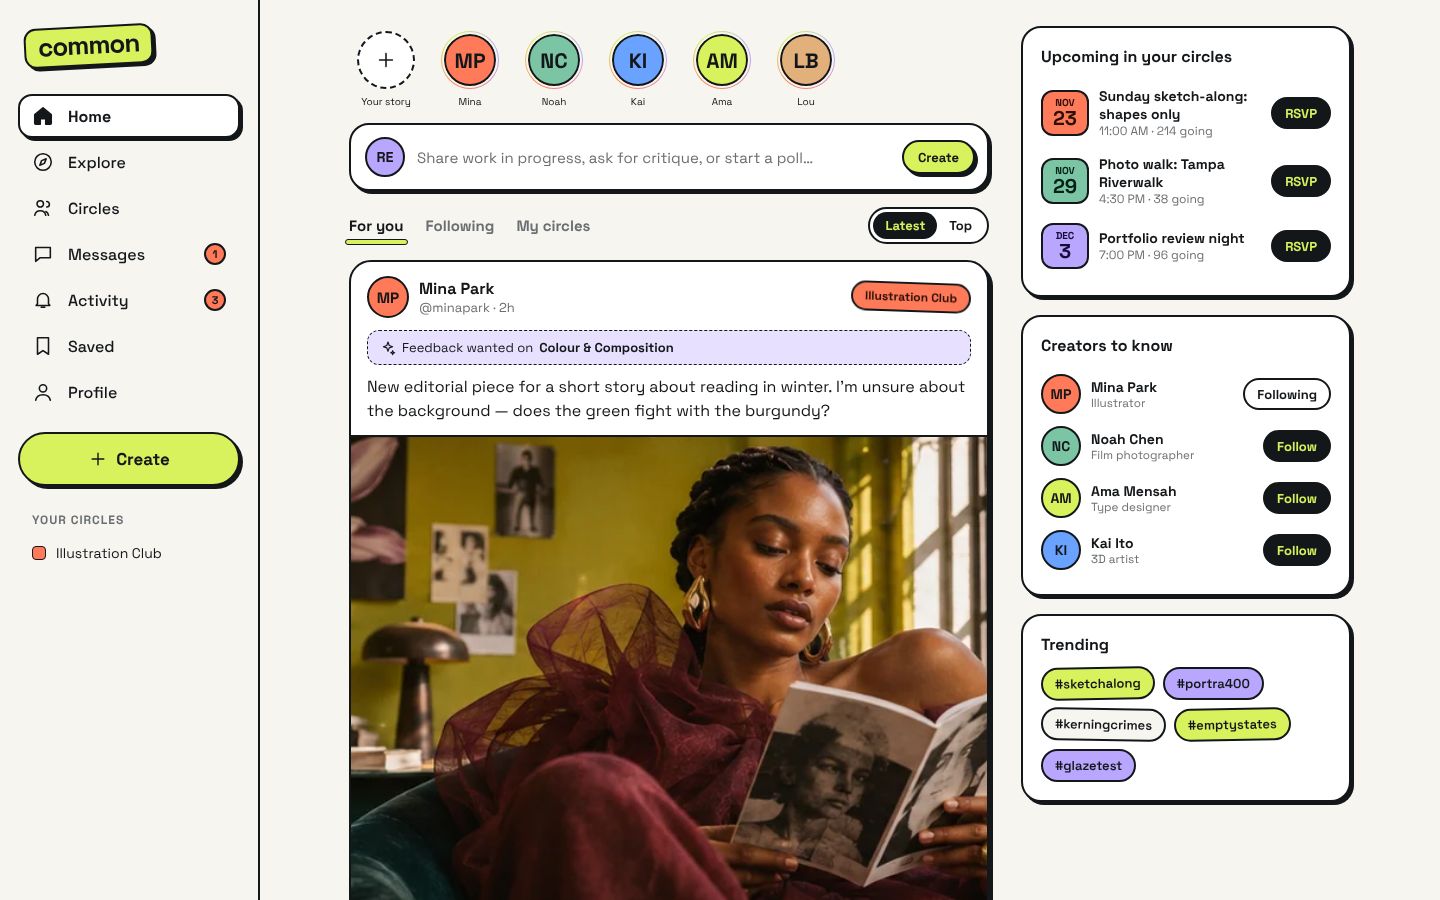 common
Home
Explore
Circles
Messages
1
Activity
3
Saved
Profile
Create
YOUR CIRCLES
Illustration Club
Your story
MP
Mina
NC
Noah
KI
Kai
AM
Ama
LB
Lou
RE
Share work in progress, ask for critique, or start a poll...
Create
For you
Following
My circles
Latest
Top
MP
Mina Park
@minapark · 2h
Illustration Club
Feedback wanted on Colour & Composition
New editorial piece for a short story about reading in winter. I'm unsure about
the background — does the green fight with the burgundy?
Upcoming in your circles
NOV
23
Sunday sketch-along:
shapes only
11:00 AM · 214 going
RSVP
NOV
29
Photo walk: Tampa
Riverwalk
4:30 PM · 38 going
RSVP
DEC
3
Portfolio review night
7:00 PM · 96 going
RSVP
Creators to know
MP
Mina Park
Illustrator
Following
NC
Noah Chen
Film photographer
Follow
AM
Ama Mensah
Type designer
Follow
KI
Kai Ito
3D artist
Follow
Trending
#sketchalong
#portra400
#kerningcrimes
#emptystates
#glazetest